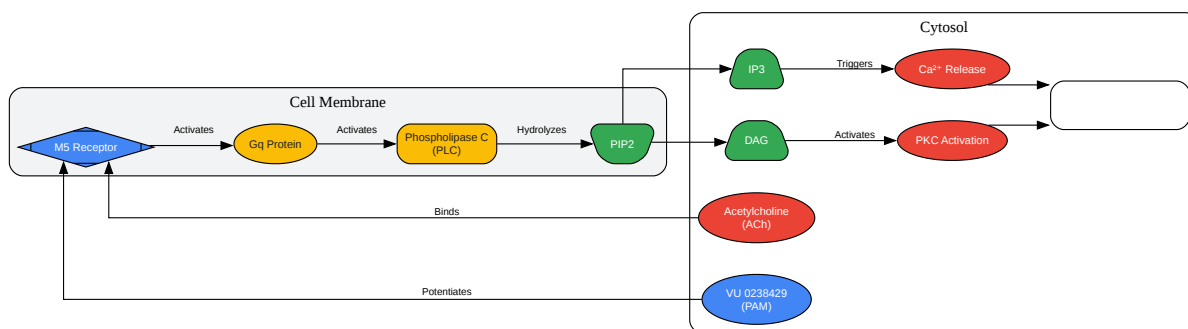 Cytosol
IP3
Triggers
Ca²⁺ Release
Cell Membrane
M5 Receptor
Activates
Gq Protein
Activates
Phospholipase C
(PLC)
Hydrolyzes
PIP2
DAG
Activates
PKC Activation
Binds
Acetylcholine
(ACh)
Potentiates
VU 0238429
(PAM)